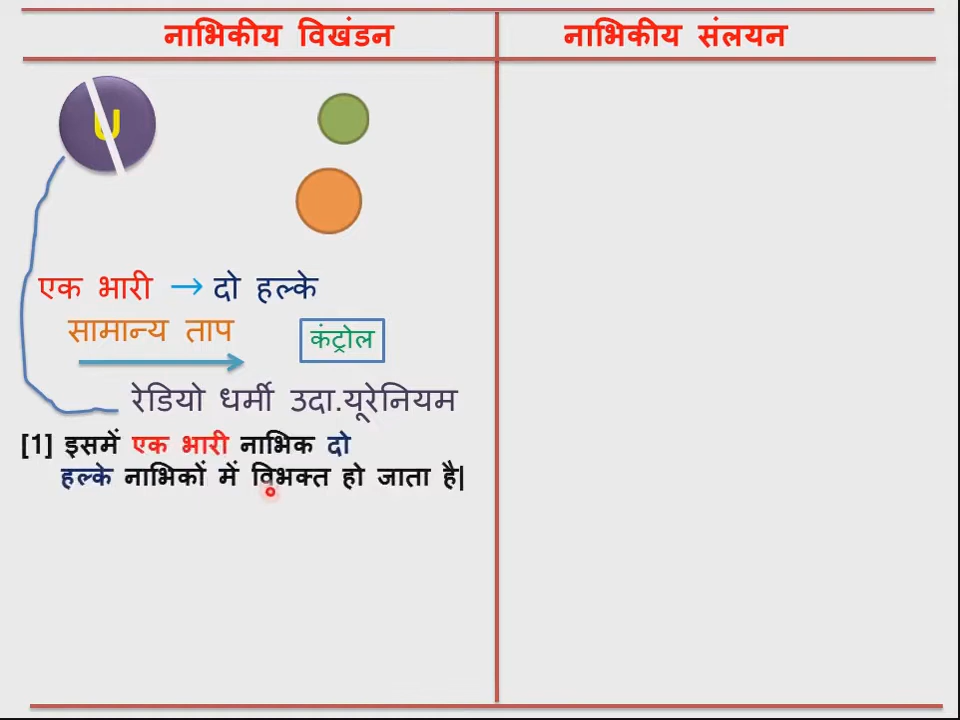 नाभिकीय विखंडन
नाभिकीय संलयन
U
एक भारी → दो हल्के
सामान्य ताप
कंट्रोल
रेडियो धर्मी उदा.यूरेनियम
[1] इसमें एक भारी नाभिक दो
हल्के नाभिकों में विभक्त हो जाता है|